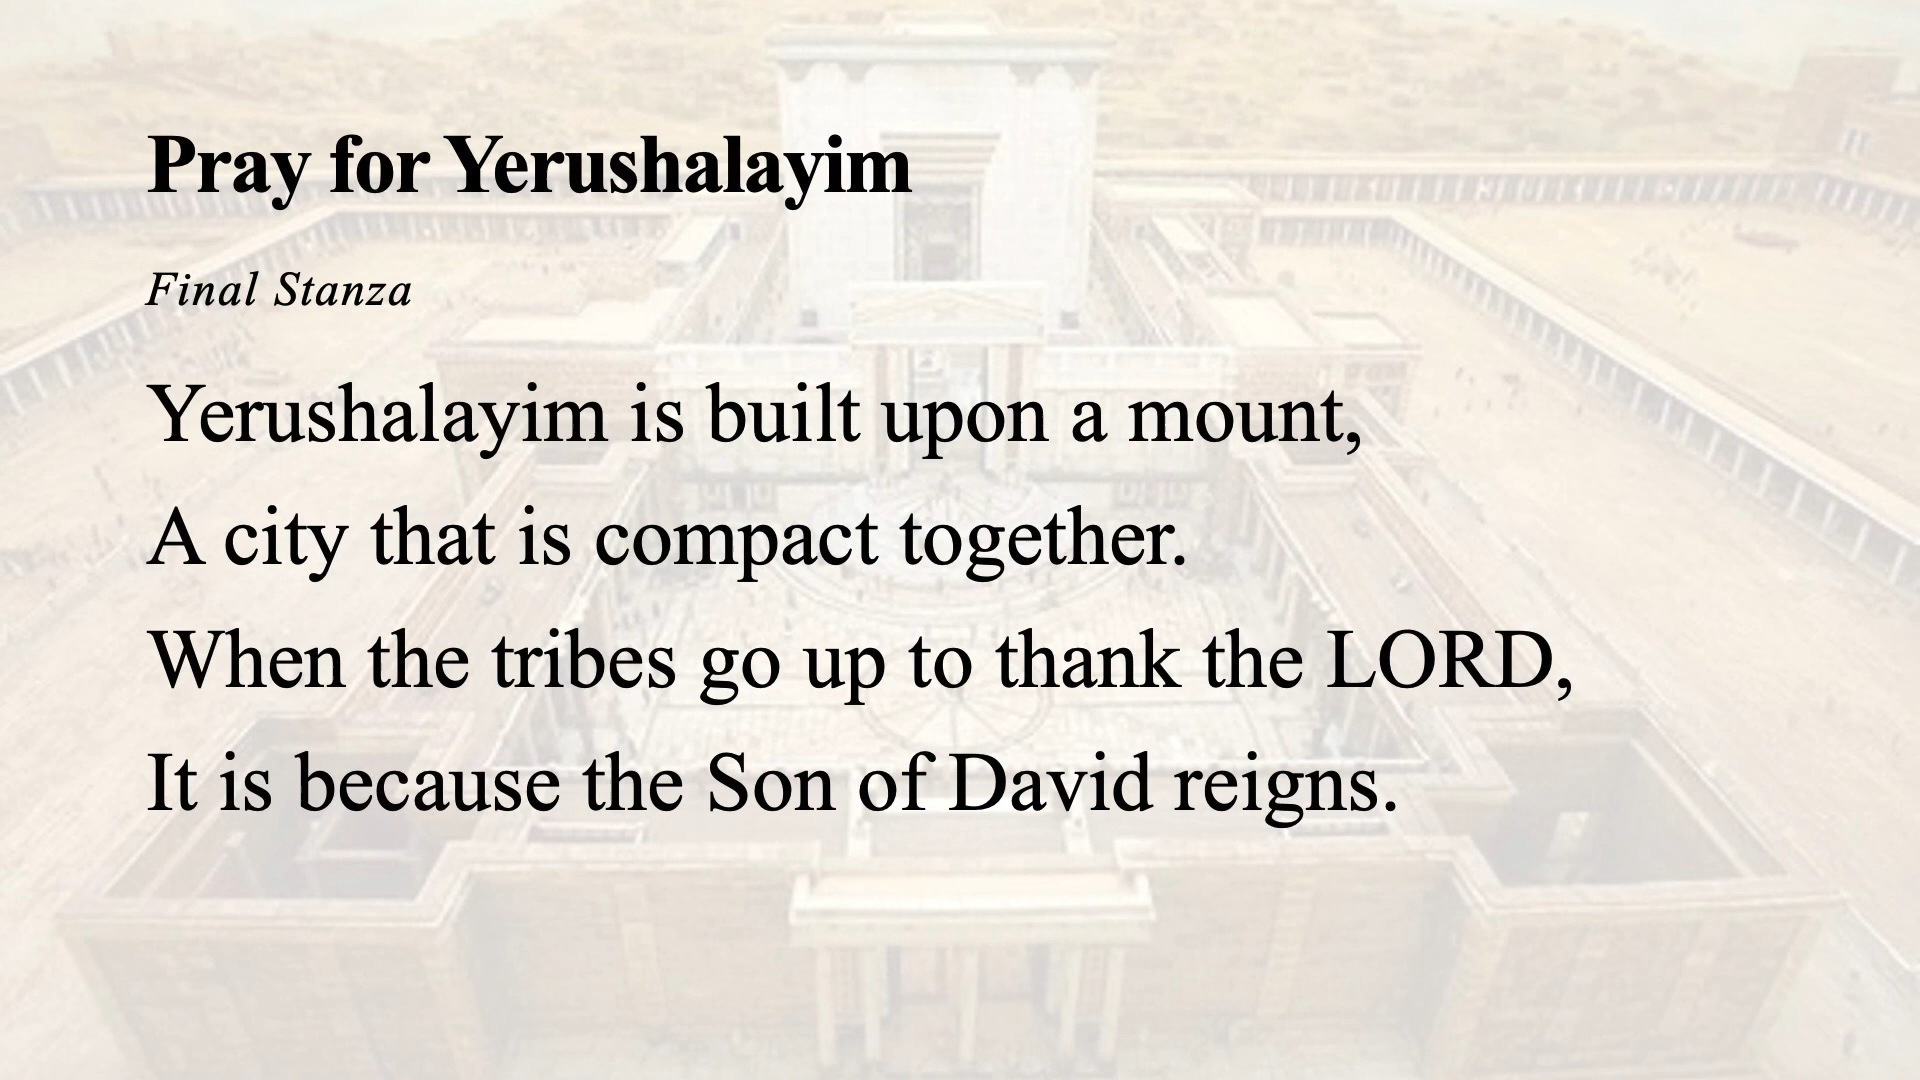 Pray for Yerushalayim
Final Stanza
Yerushalayim is built upon a mount,
A city that is compact together.
When the tribes go up to thank the LORD,
It is because the Son of David reigns.